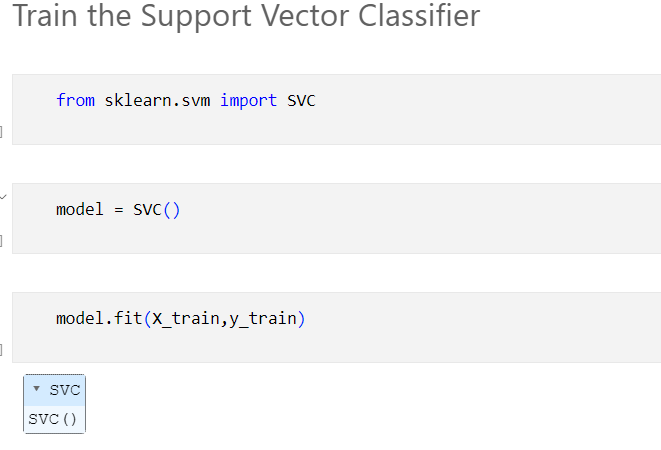 Train the Support Vector Classifier
from sklearn.svm import SVC
]
model = SVC()
]
model.fit(X_train,y_train)
]
▾ SVC
SVC()